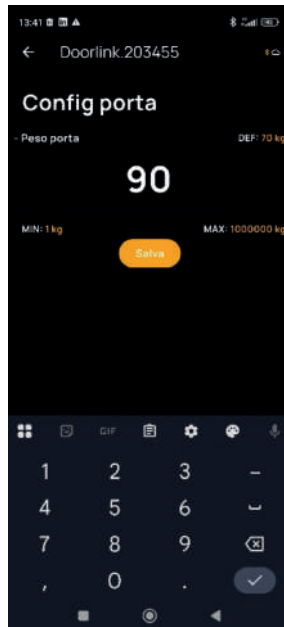 13:41
← Doorlink.203455
Config porta
- Peso porta DEF: 70 kg
90
MIN: 1 kg MAX: 1000000 kg
Salva
GIF
1 2 3 -
4 5 6
7 8 9
, 0 .